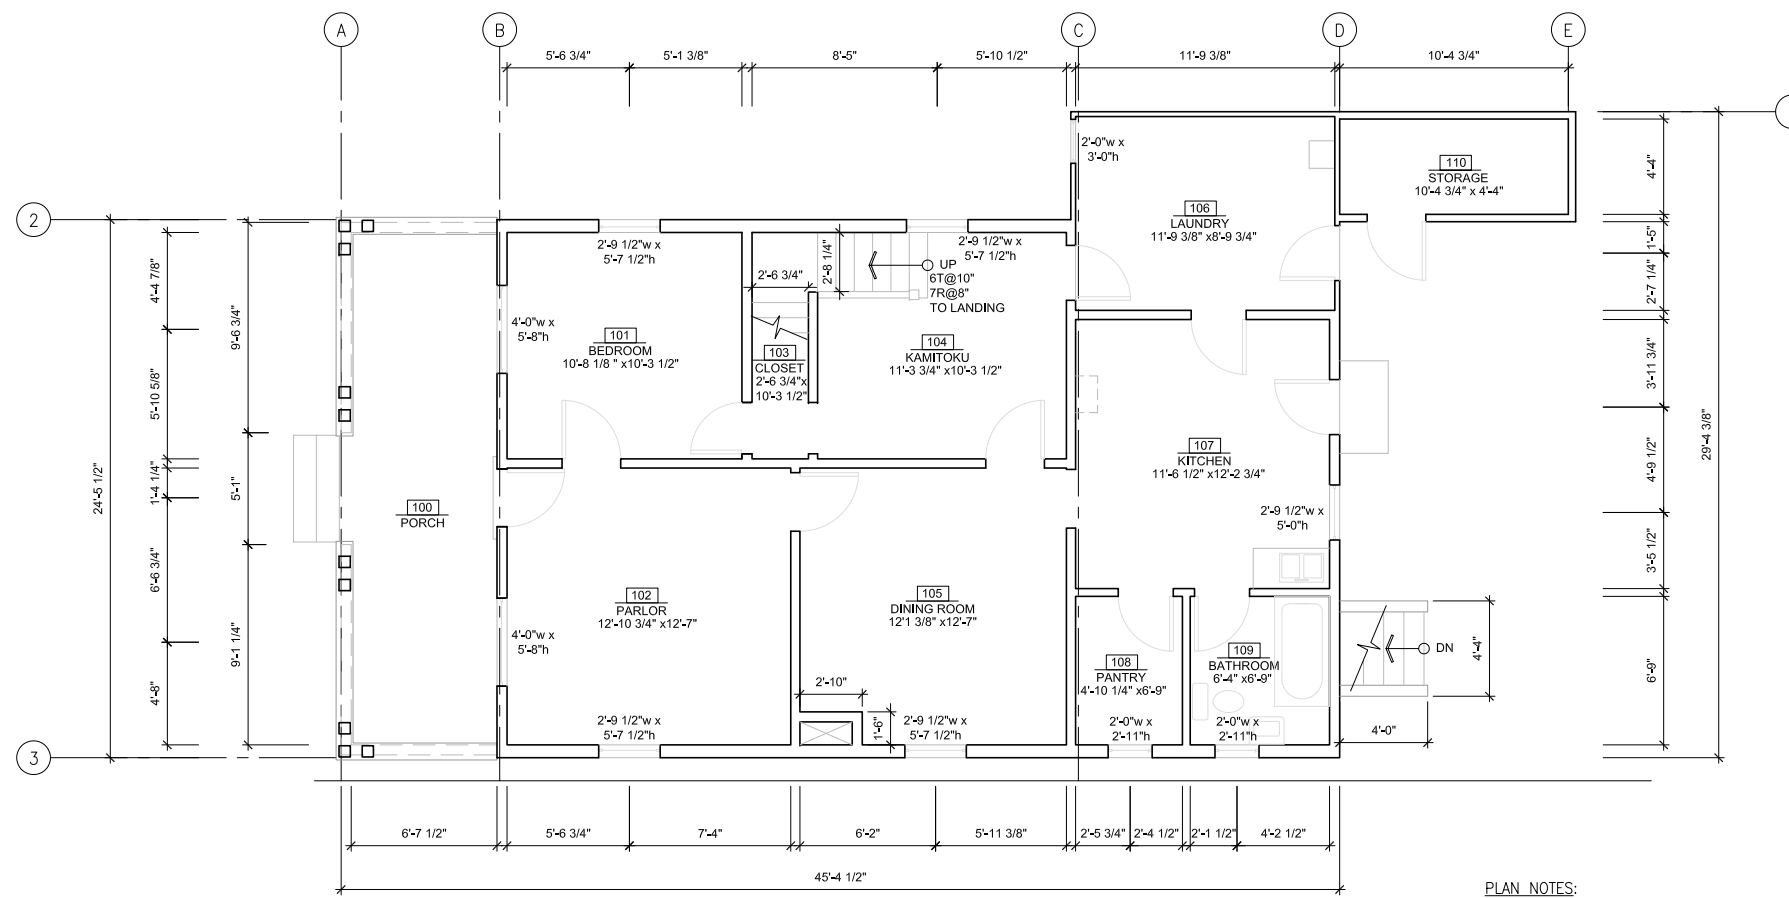 A
B
C
D
E
5'-6 3/4"
5'-1 3/8"
8'-5"
5'-10 1/2"
11'-9 3/8"
10'-4 3/4"
2
3
2'-0"w x
3'-0"h
110
STORAGE
10'-4 3/4" x 4'-4"
106
LAUNDRY
11'-9 3/8" x8'-9 3/4"
2'-9 1/2"w x
5'-7 1/2"h
2'-8 1/4"
UP
6T@10"
7R@8"
TO LANDING
2'-9 1/2"w x
5'-7 1/2"h
2'-6 3/4"
4'-0"w x
5'-8"h
101
BEDROOM
10'-8 1/8 " x10'-3 1/2"
103
CLOSET
2'-6 3/4"x
10'-3 1/2"
104
KAMITOKU
11'-3 3/4" x10'-3 1/2"
107
KITCHEN
11'-6 1/2" x12'-2 3/4"
2'-9 1/2"w x
5'-0"h
100
PORCH
102
PARLOR
12'-10 3/4" x12'-7"
4'-0"w x
5'-8"h
105
DINING ROOM
12'1 3/8" x12'-7"
108
PANTRY
4'-10 1/4" x6'-9"
109
BATHROOM
6'-4" x6'-9"
DN
4'-4"
4'-0"
2'-10"
1'-6"
2'-9 1/2"w x
5'-7 1/2"h
2'-9 1/2"w x
5'-7 1/2"h
2'-0"w x
2'-11"h
2'-0"w x
2'-11"h
24'-5 1/2"
4'-4 7/8"
5'-10 5/8"
1'-4 1/4"
6'-6 3/4"
4'-8"
9'-6 3/4"
5'-1"
9'-1 1/4"
4'-4"
1'-5"
2'-7 1/4"
3'-11 3/4"
4'-9 1/2"
3'-5 1/2"
6'-9"
29'-4 3/8"
6'-7 1/2"
5'-6 3/4"
7'-4"
6'-2"
5'-11 3/8"
2'-5 3/4"
2'-4 1/2"
2'-1 1/2"
4'-2 1/2"
45'-4 1/2"
PLAN NOTES: